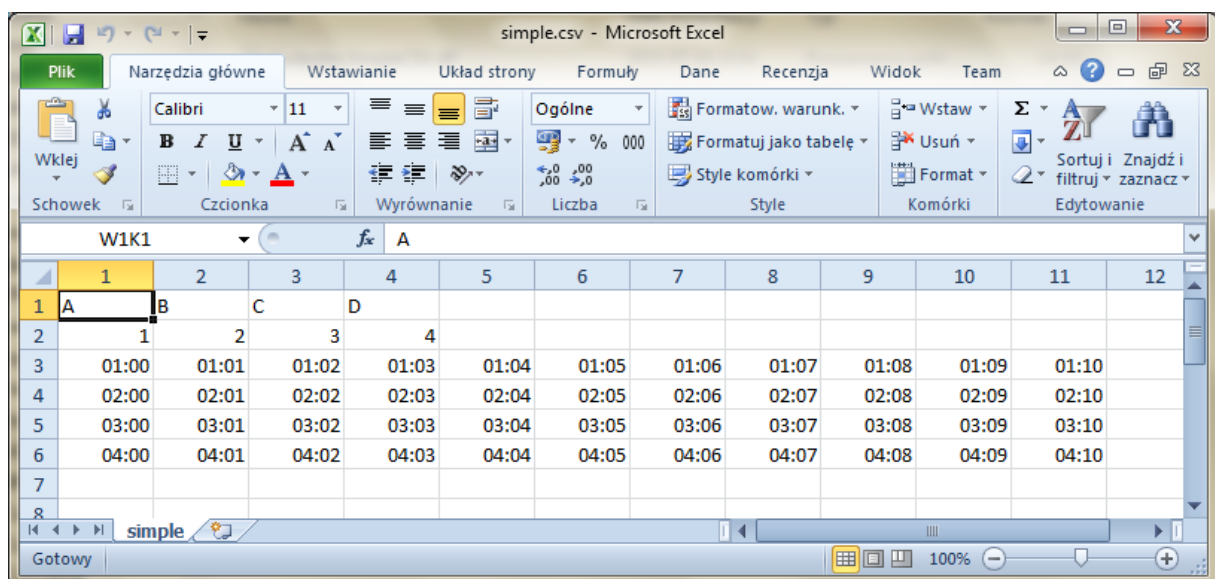 simple.csv - Microsoft Excel
Plik Narzędzia główne Wstawianie Układ strony Formuły Dane Recenzja Widok Team
Wklej
Schowek
Calibri 11
B I U A A
A
Czcionka
Wyrównanie
Ogólne
% 000
,00 ,00
,00 ,0
Liczba
Formatow. warunk.
Formatuj jako tabelę
Style komórki
Style
Wstaw
Usuń
Format
Komórki
Σ
Sortuj i filtruj
Znajdź i zaznacz
Edytowanie
W1K1 fx A
1 2 3 4 5 6 7 8 9 10 11 12
1 A B C D
2 1 2 3 4
3 01:00 01:01 01:02 01:03 01:04 01:05 01:06 01:07 01:08 01:09 01:10
4 02:00 02:01 02:02 02:03 02:04 02:05 02:06 02:07 02:08 02:09 02:10
5 03:00 03:01 03:02 03:03 03:04 03:05 03:06 03:07 03:08 03:09 03:10
6 04:00 04:01 04:02 04:03 04:04 04:05 04:06 04:07 04:08 04:09 04:10
7
8
simple
Gotowy 100%